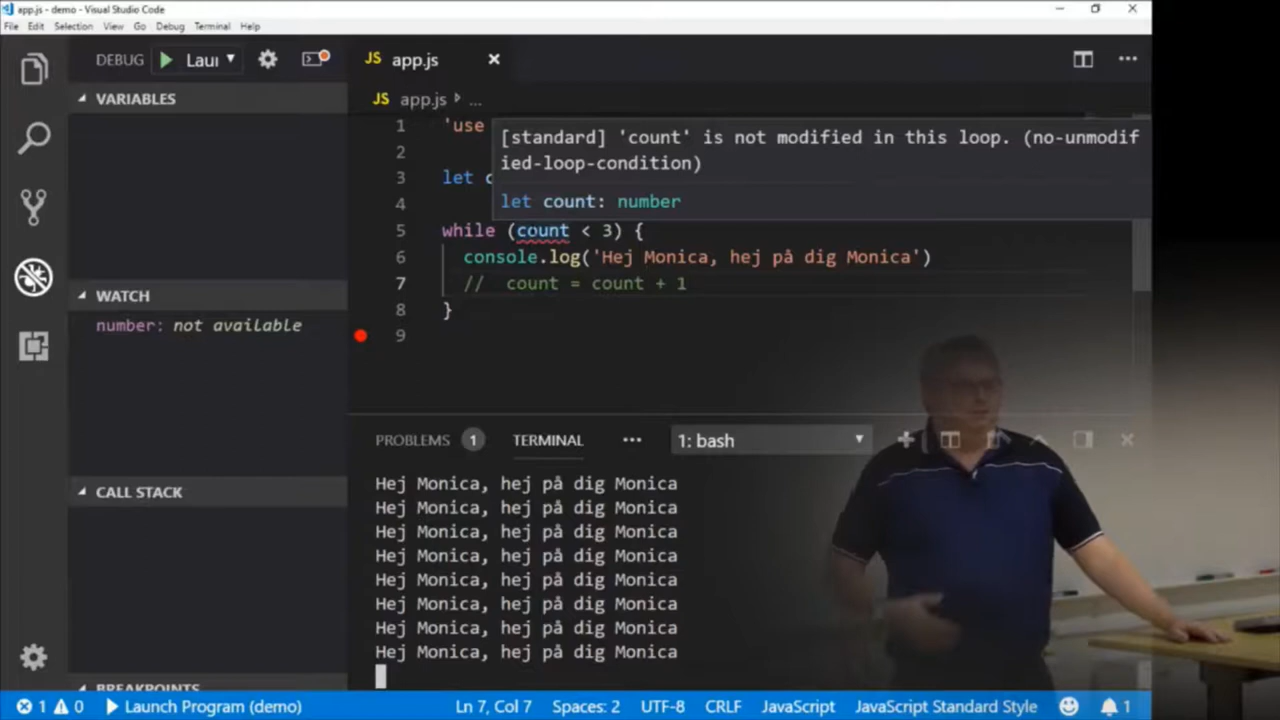 app.js - demo - Visual Studio Code
File Edit Selection View Go Debug Terminal Help
DEBUG Laun
JS app.js
VARIABLES
JS app.js ...
1 'use
[standard] 'count' is not modified in this loop. (no-unmodif
ied-loop-condition)
2
3 let c
let count: number
4
5 while (count < 3) {
6 console.log('Hej Monica, hej på dig Monica')
7 // count = count + 1
8 }
9
WATCH
number: not available
CALL STACK
BREAKPOINTS
PROBLEMS 1 TERMINAL ... 1: bash
Hej Monica, hej på dig Monica
Hej Monica, hej på dig Monica
Hej Monica, hej på dig Monica
Hej Monica, hej på dig Monica
Hej Monica, hej på dig Monica
Hej Monica, hej på dig Monica
Hej Monica, hej på dig Monica
Hej Monica, hej på dig Monica
1 0 Launch Program (demo) Ln 7, Col 7 Spaces: 2 UTF-8 CRLF JavaScript JavaScript Standard Style 1